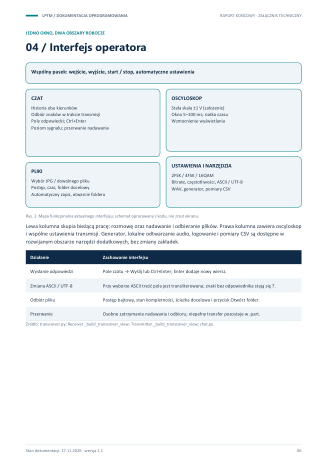 LPTM / DOKUMENTACJA OPROGRAMOWANIA
RAPORT KOŃCOWY · ZAŁĄCZNIK TECHNICZNY
JEDNO OKNO, DWA OBSZARY ROBOCZE
04 / Interfejs operatora
Wspólny pasek: wejście, wyjście, start / stop, automatyczne ustawienia
CZAT
Historia obu kierunków
Odbiór znaków w trakcie transmisji
Pole odpowiedzi; Ctrl+Enter
Poziom sygnału; przerwanie nadawania
OSCYLOSKOP
Stała skala ±1 V (założenie)
Okno 5–100 ms; siatka czasu
Wzmocnienie wyświetlania
PLIKI
Wybór JPG / dowolnego pliku
Postęp, czas, folder docelowy
Automatyczny zapis, otwarcie folderu
USTAWIENIA I NARZĘDZIA
2FSK / 4FSK / 16QAM
Bitrate, częstotliwości, ASCII / UTF-8
WAV, generator, pomiary CSV
Rys. 2. Mapa funkcjonalna aktualnego interfejsu; schemat opracowany z kodu, nie zrzut ekranu.
Lewa kolumna skupia bieżącą pracę: rozmowę oraz nadawanie i odbieranie plików. Prawa kolumna zawiera oscyloskop
i wspólne ustawienia transmisji. Generator, lokalne odtwarzanie audio, logowanie i pomiary CSV są dostępne w
rozwijanym obszarze narzędzi dodatkowych, bez zmiany zakładek.
Działanie Zachowanie interfejsu
Wysłanie odpowiedzi Pole czatu → Wyślij lub Ctrl+Enter; Enter dodaje nowy wiersz.
Zmiana ASCII / UTF-8 Przy wyborze ASCII treść pola jest transliterowana; znaki bez odpowiednika stają się ?.
Odbiór pliku Postęp bajtowy, stan kompletności, ścieżka docelowa i przycisk Otwórz folder.
Przerwanie Osobne zatrzymanie nadawania i odbioru; niepełny transfer pozostaje w .part.
Źródło: transceiver.py; Receiver._build_transceiver_view; Transmitter._build_transceiver_view; chat.py.
Stan dokumentacji: 17.11.2025 · wersja 1.1